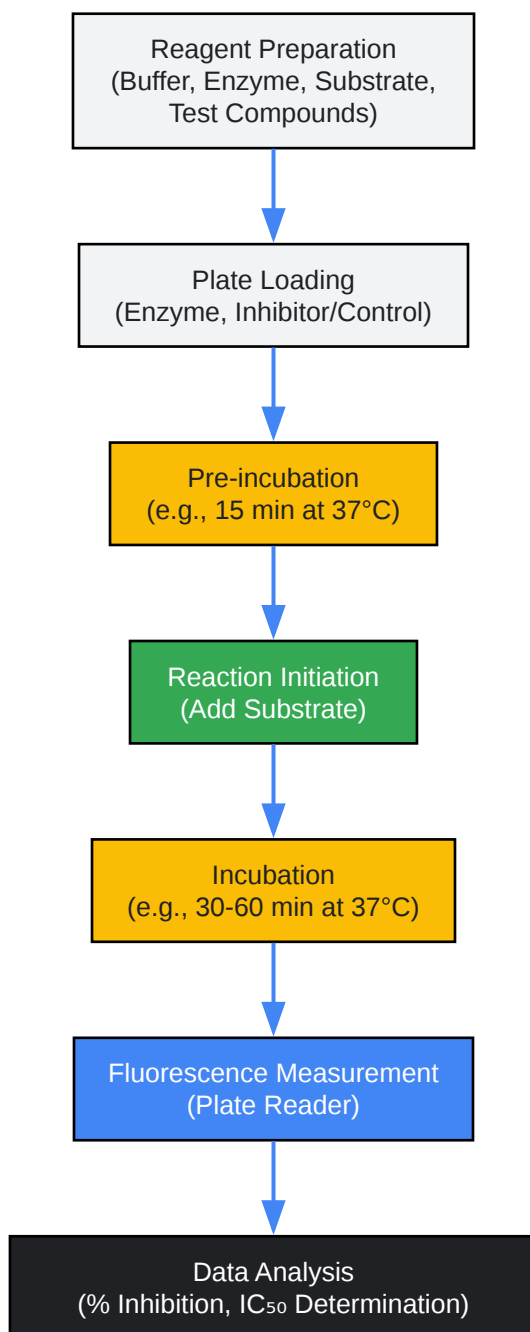 Reagent Preparation
(Buffer, Enzyme, Substrate,
Test Compounds)
Plate Loading
(Enzyme, Inhibitor/Control)
Pre-incubation
(e.g., 15 min at 37°C)
Reaction Initiation
(Add Substrate)
Incubation
(e.g., 30-60 min at 37°C)
Fluorescence Measurement
(Plate Reader)
Data Analysis
(% Inhibition, IC₅₀ Determination)